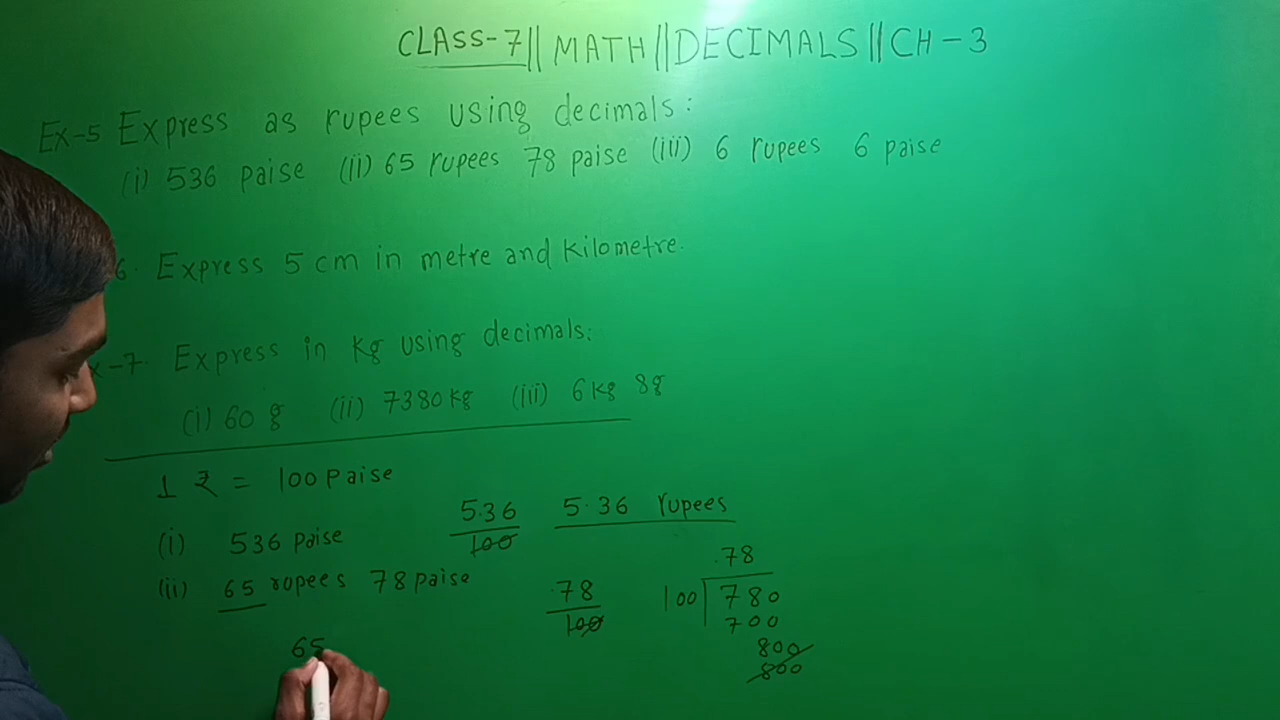 CLASS-7 || MATH || DECIMALS || CH-3
Ex-5 Express as rupees using decimals:
(i) 536 paise (ii) 65 rupees 78 paise (iii) 6 rupees 6 paise
6. Express 5 cm in metre and Kilometre.
x-7. Express in Kg using decimals:
(i) 60 g (ii) 7380 kg (iii) 6 kg 8g
1 ₹ = 100 Paise
(i) 536 paise 5.36 5.36 rupees
100
(ii) 65 rupees 78 paise .78 100 780 .78
100 700
800
800
65